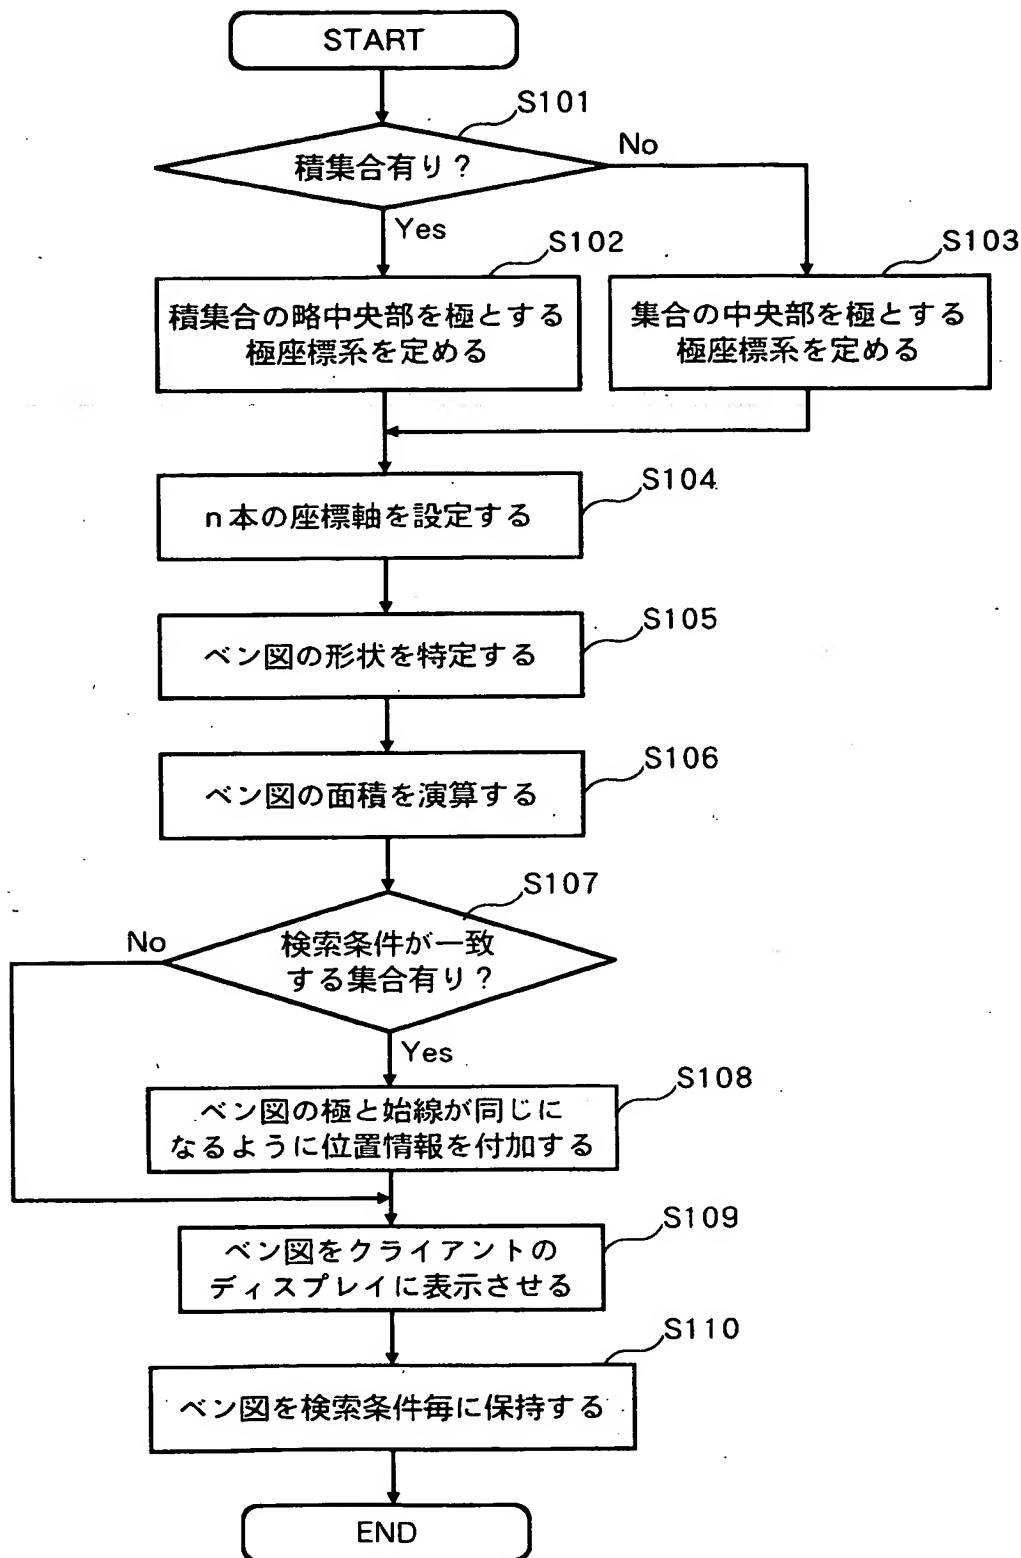 START
S101
積集合有り?
No
Yes
S102
S103
積集合の略中央部を極とする
極座標系を定める
集合の中央部を極とする
極座標系を定める
S104
n本の座標軸を設定する
S105
ベン図の形状を特定する
S106
ベン図の面積を演算する
S107
No
検索条件が一致
する集合有り?
Yes
S108
ベン図の極と始線が同じに
なるように位置情報を付加する
S109
ベン図をクライアントの
ディスプレイに表示させる
S110
ベン図を検索条件毎に保持する
END